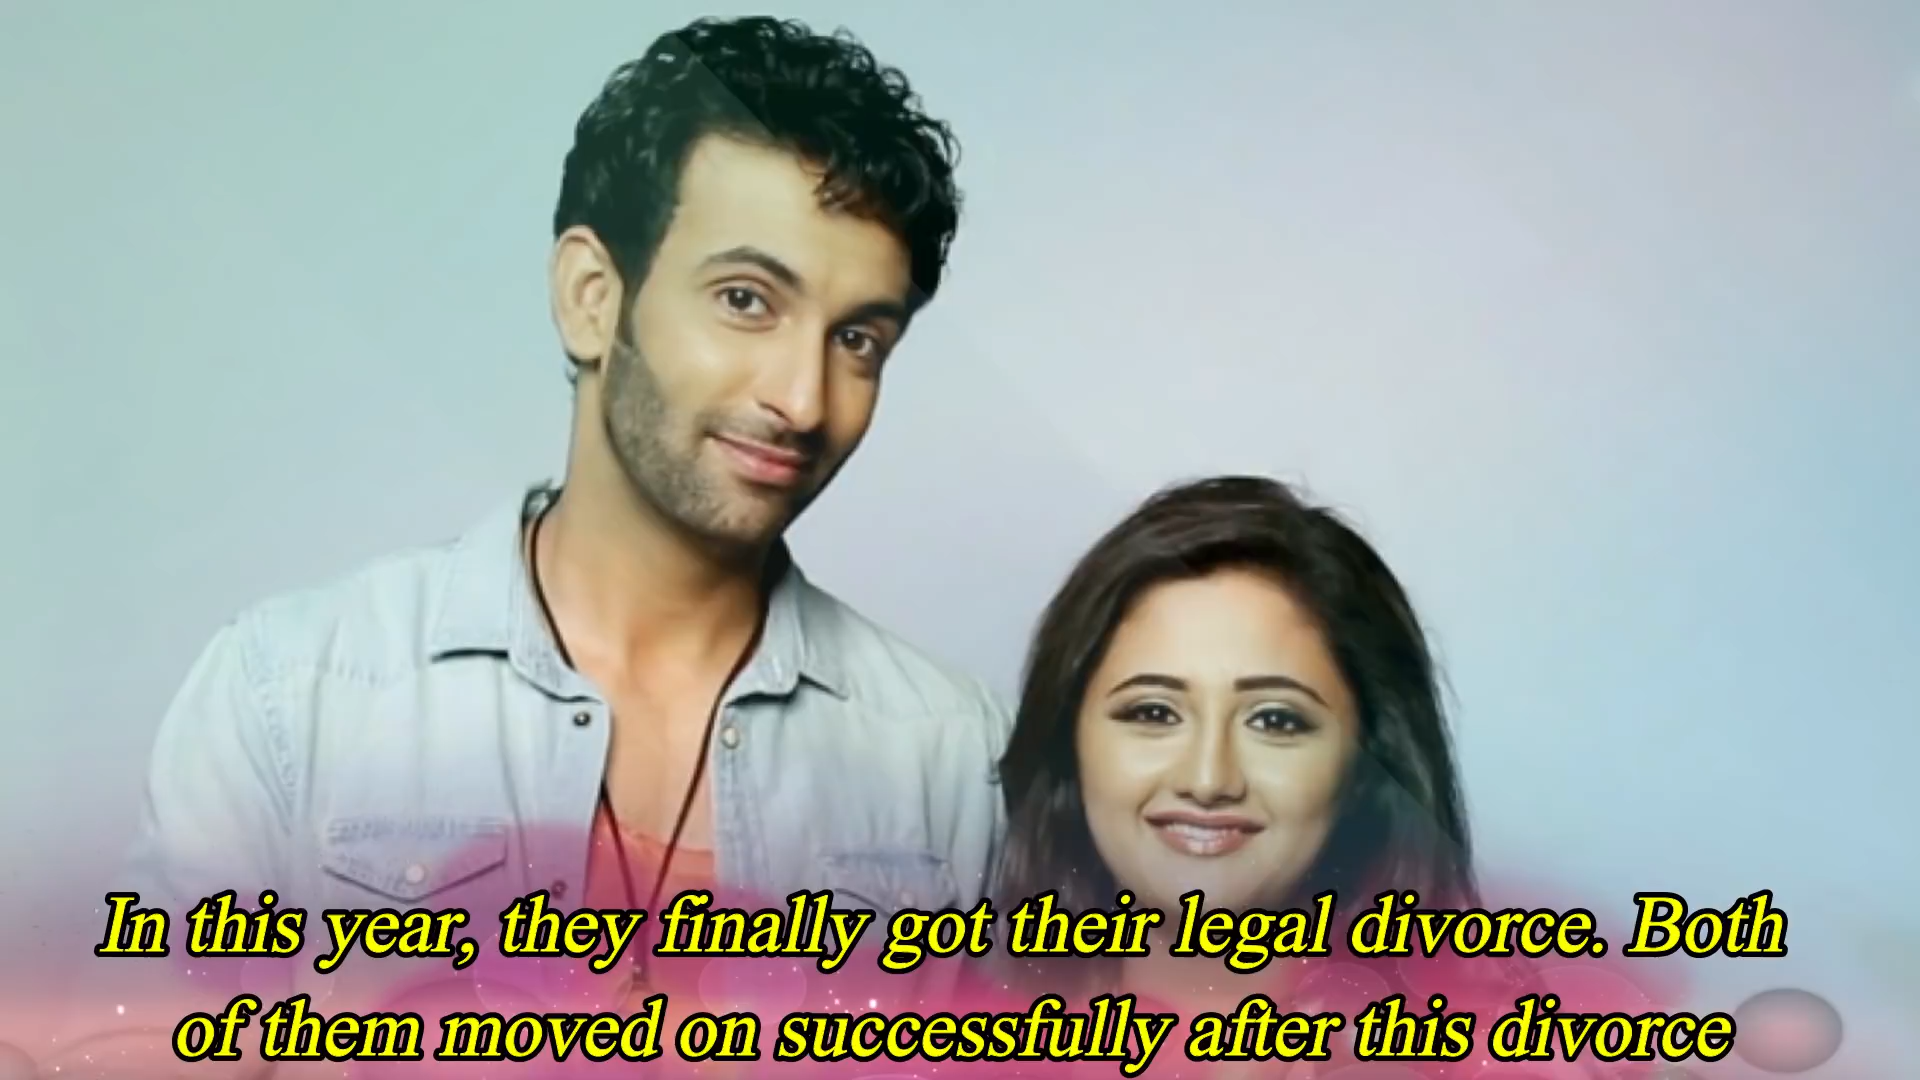 In this year, they finally got their legal divorce. Both
of them moved on successfully after this divorce